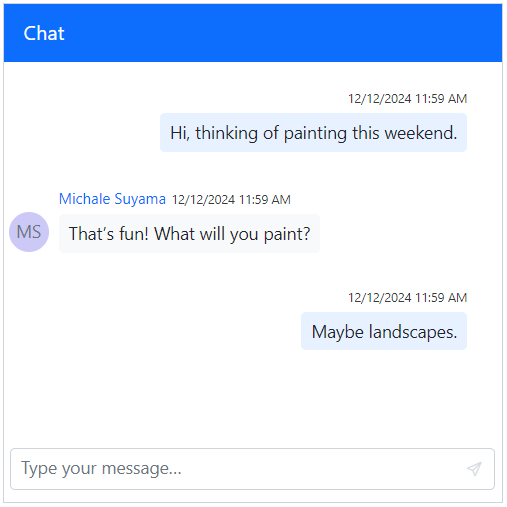 Chat
12/12/2024 11:59 AM
Hi, thinking of painting this weekend.
Michale Suyama 12/12/2024 11:59 AM
MS
That’s fun! What will you paint?
12/12/2024 11:59 AM
Maybe landscapes.
Type your message…